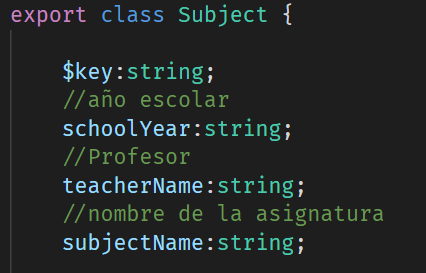 export class Subject {
$key:string;
//año escolar
schoolYear:string;
//Profesor
teacherName:string;
//nombre de la asignatura
subjectName:string;